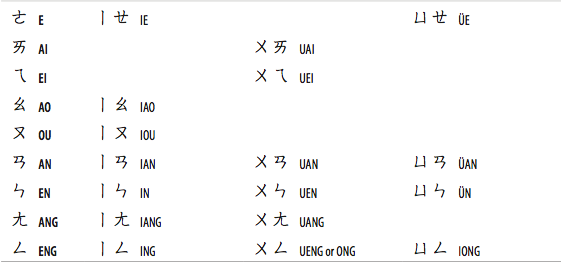 ㄜ E ㄧㄝ IE ㄩㄝ ÜE
ㄞ AI ㄨㄞ UAI
ㄟ EI ㄨㄟ UEI
ㄠ AO ㄧㄠ IAO
ㄡ OU ㄧㄡ IOU
ㄢ AN ㄧㄢ IAN ㄨㄢ UAN ㄩㄢ ÜAN
ㄣ EN ㄧㄣ IN ㄨㄣ UEN ㄩㄣ ÜN
ㄤ ANG ㄧㄤ IANG ㄨㄤ UANG
ㄥ ENG ㄧㄥ ING ㄨㄥ UENG or ONG ㄩㄥ IONG